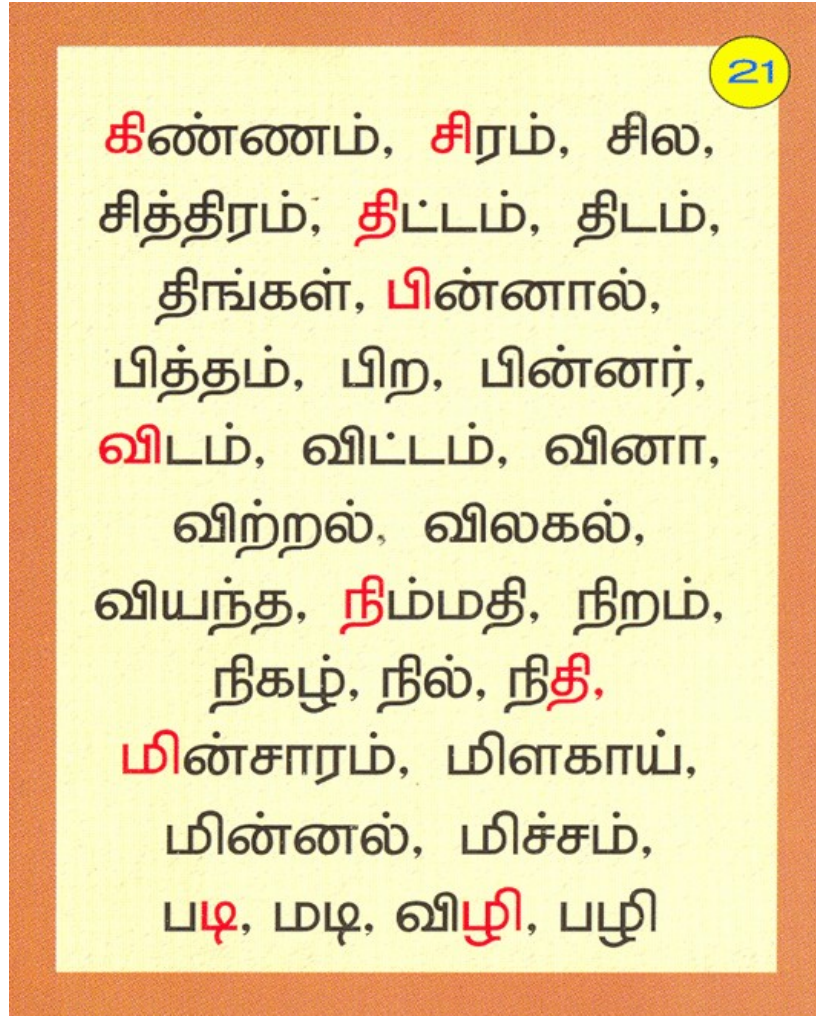 21
கிண்ணம், சிரம், சில,
சித்திரம், திட்டம், திடம்,
திங்கள், பின்னால்,
பித்தம், பிற, பின்னர்,
விடம், விட்டம், வினா,
விற்றல், விலகல்,
வியந்த, நிம்மதி, நிறம்,
நிகழ், நில், நிதி,
மின்சாரம், மிளகாய்,
மின்னல், மிச்சம்,
படி, மடி, விழி, பழி